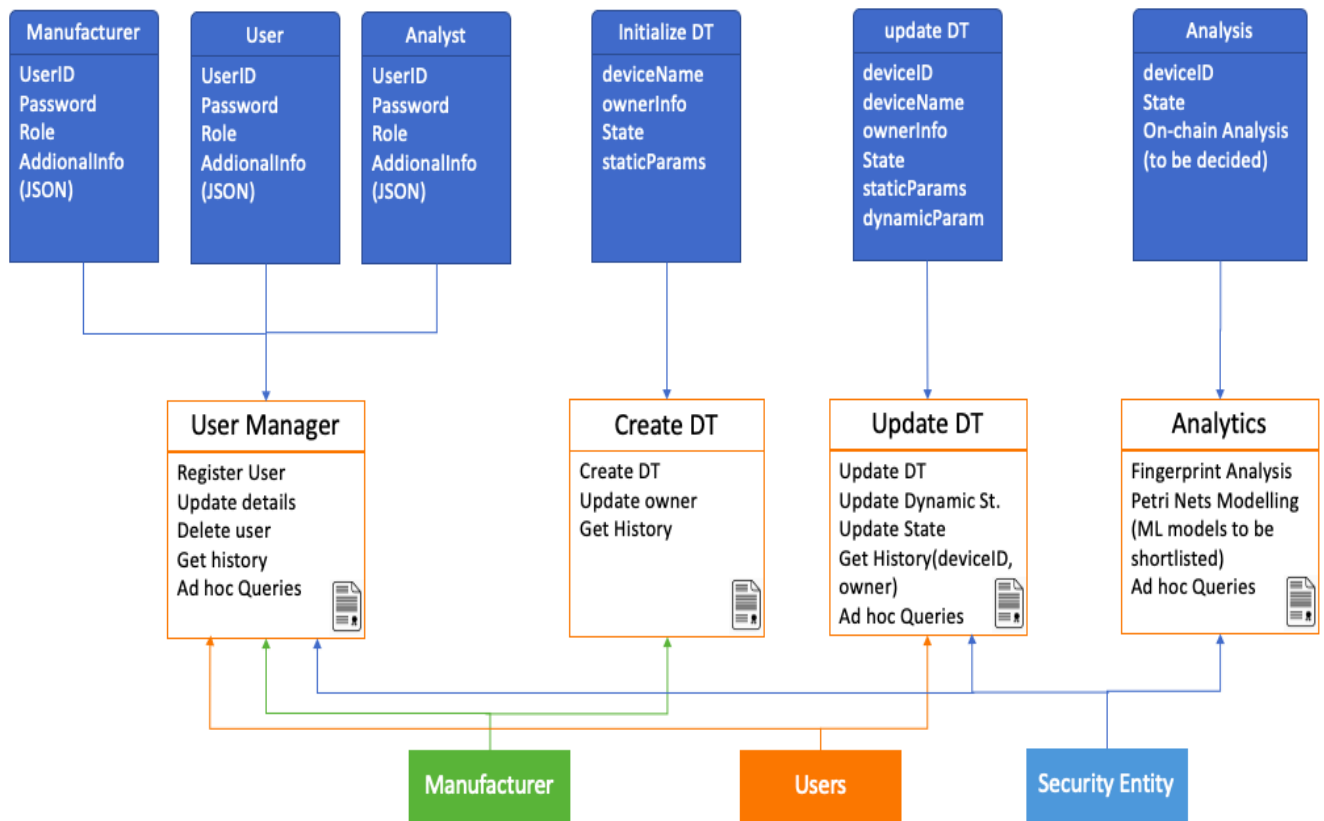 Manufacturer
UserID
Password
Role
AddionalInfo
(JSON)
User
UserID
Password
Role
AddionalInfo
(JSON)
Analyst
UserID
Password
Role
AddionalInfo
(JSON)
Initialize DT
deviceName
ownerInfo
State
staticParams
update DT
deviceID
deviceName
ownerInfo
State
staticParams
dynamicParam
Analysis
deviceID
State
On-chain Analysis
(to be decided)
User Manager
Register User
Update details
Delete user
Get history
Ad hoc Queries
Create DT
Create DT
Update owner
Get History
Update DT
Update DT
Update Dynamic St.
Update State
Get History(deviceID,
owner)
Ad hoc Queries
Analytics
Fingerprint Analysis
Petri Nets Modelling
(ML models to be
shortlisted)
Ad hoc Queries
Manufacturer
Users
Security Entity